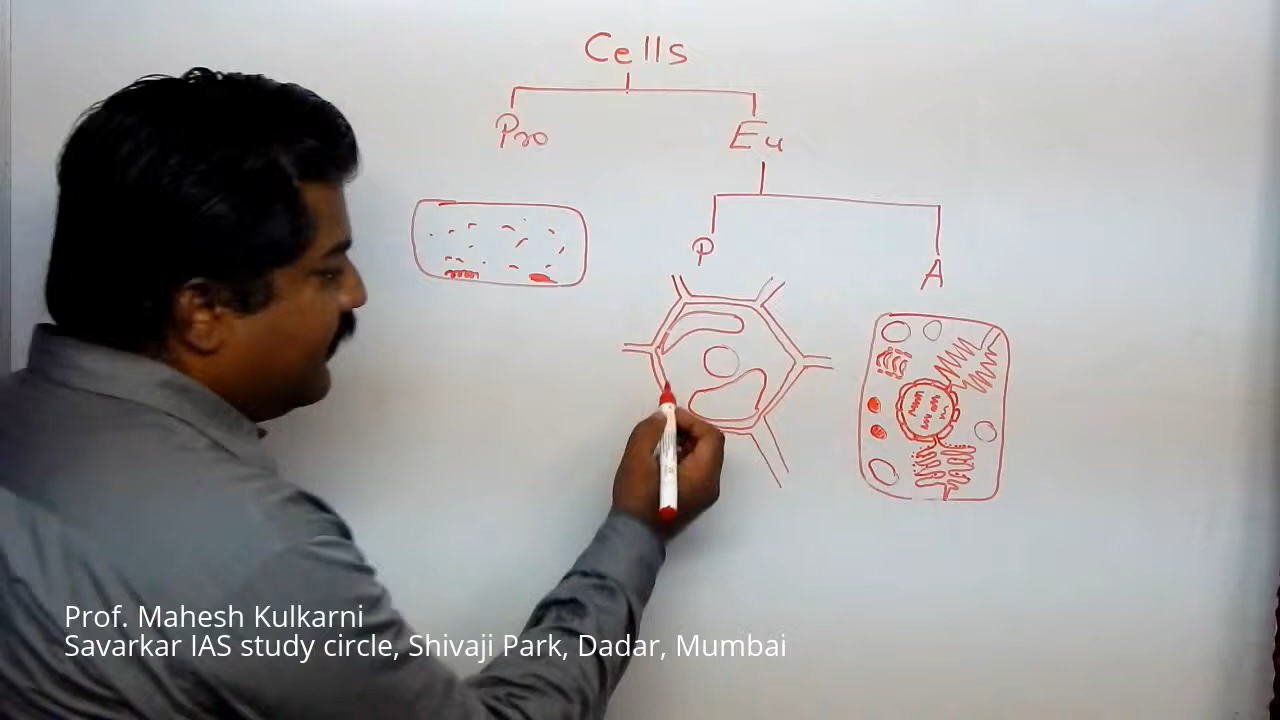 Cells
Pro
Eu
P
A
Prof. Mahesh Kulkarni
Savarkar IAS study circle, Shivaji Park, Dadar, Mumbai